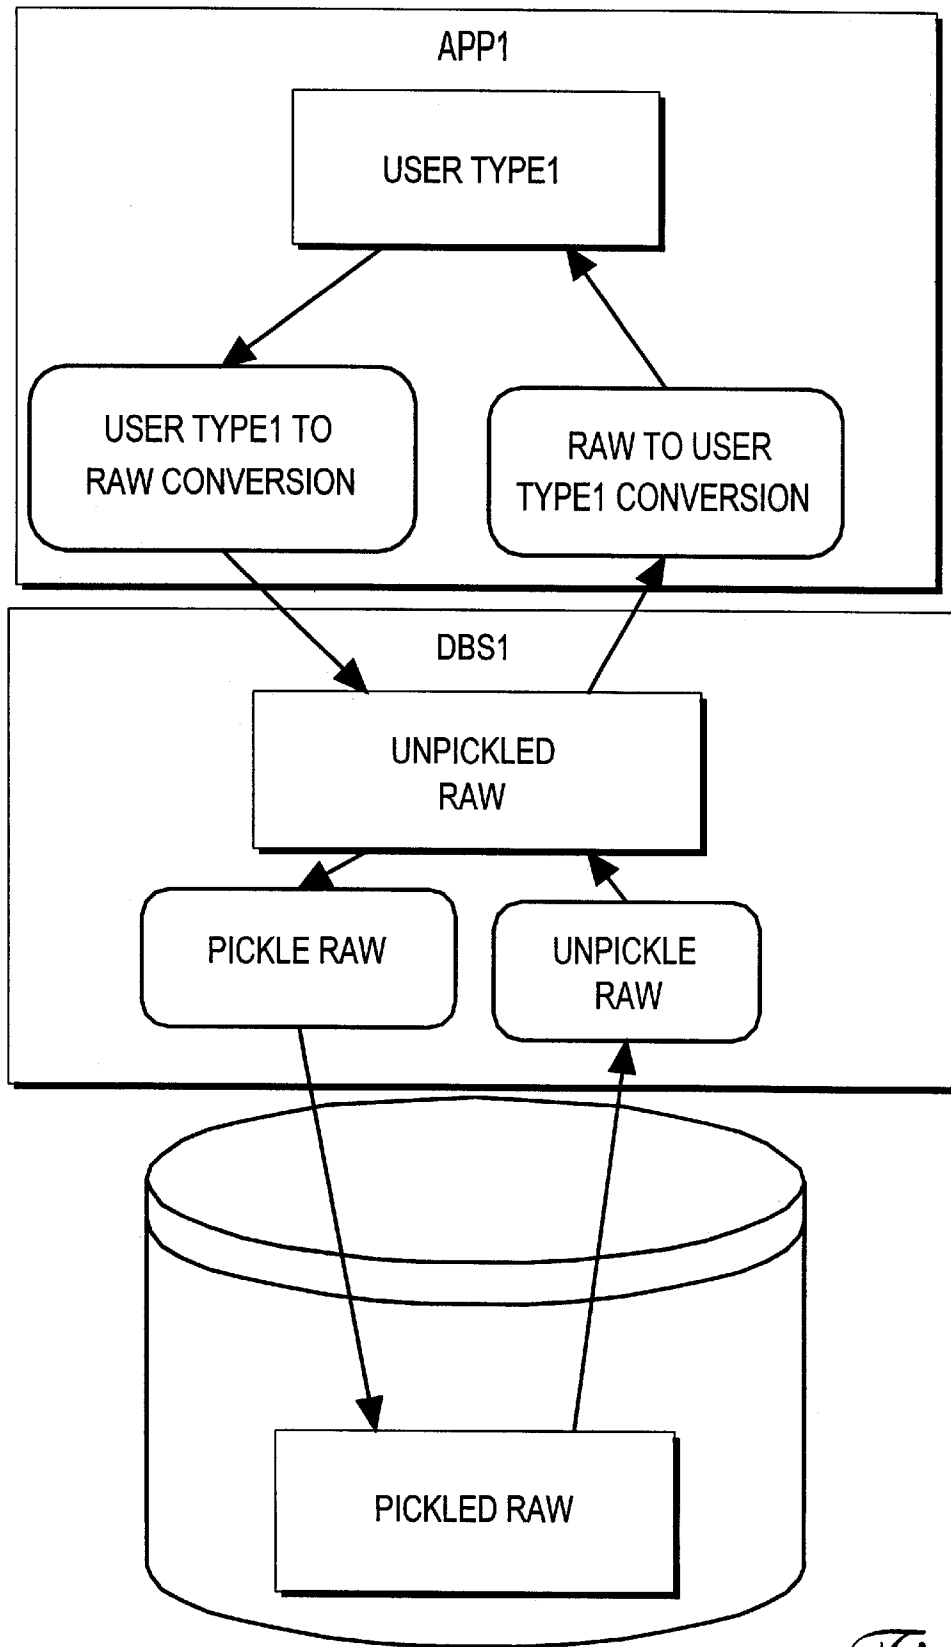 APP1
USER TYPE1
USER TYPE1 TO
RAW CONVERSION
RAW TO USER
TYPE1 CONVERSION
DBS1
UNPICKLED
RAW
PICKLE RAW
UNPICKLE
RAW
PICKLED RAW